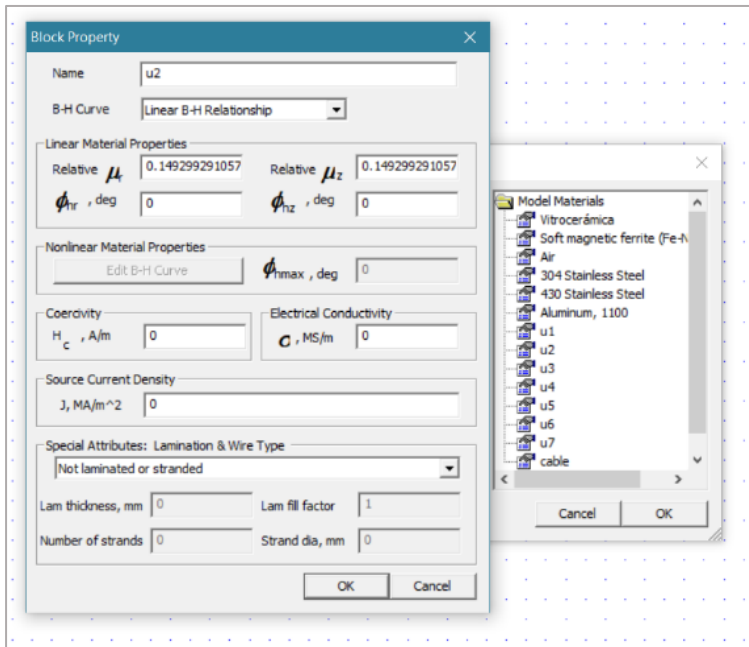 Block Property
Name u2
B-H Curve Linear B-H Relationship
Linear Material Properties
Relative μr 0.149299291057 Relative μz 0.149299291057
ϕhr , deg 0 ϕhz , deg 0
Nonlinear Material Properties
Edit B-H Curve ϕhmax , deg 0
Coercivity
Hc , A/m 0
Electrical Conductivity
σ, MS/m 0
Source Current Density
J, MA/m^2 0
Special Attributes: Lamination & Wire Type
Not laminated or stranded
Lam thickness, mm 0 Lam fill factor 1
Number of strands 0 Strand dia, mm 0
OK Cancel
Model Materials
Vitrocerámica
Soft magnetic ferrite (Fe-N
Air
304 Stainless Steel
430 Stainless Steel
Aluminum, 1100
u1
u2
u3
u4
u5
u6
u7
cable
Cancel OK